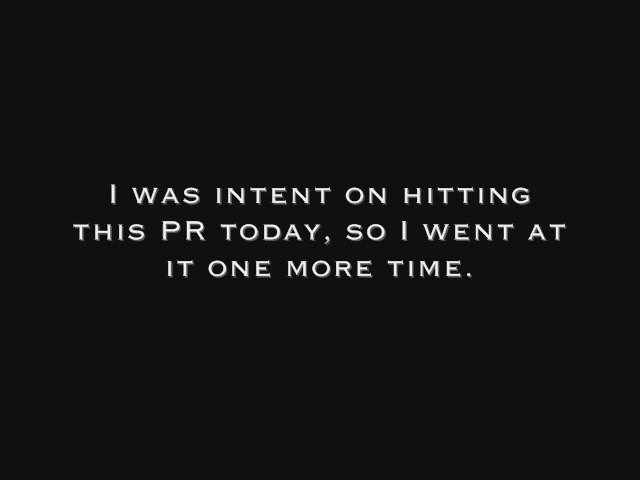 I WAS INTENT ON HITTING
THIS PR TODAY, SO I WENT AT
IT ONE MORE TIME.